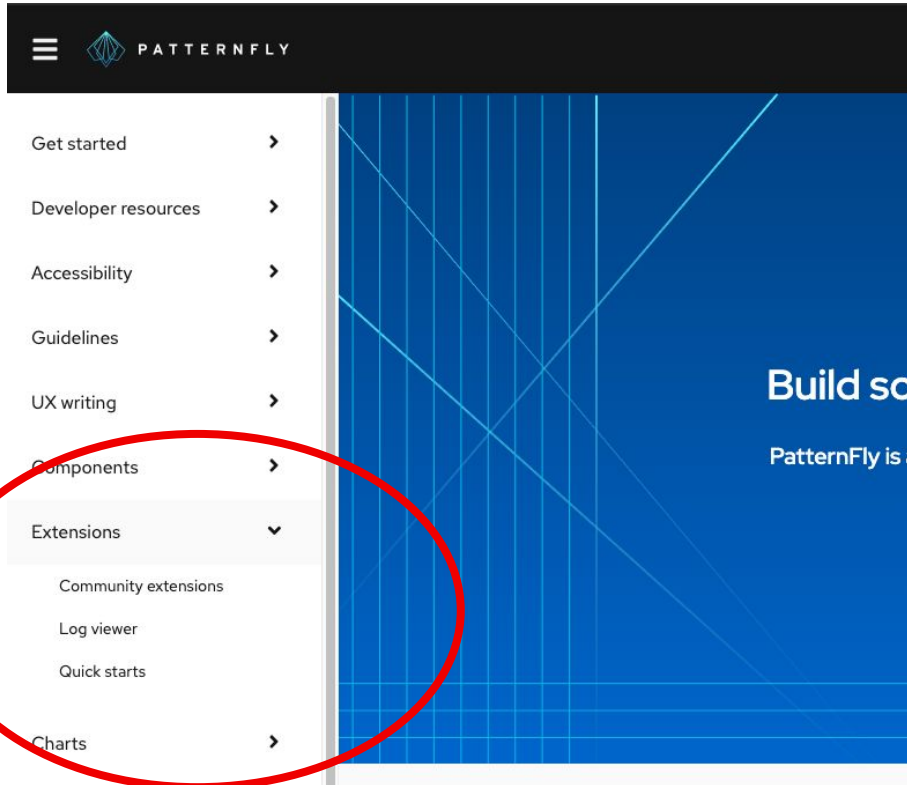 PATTERNFLY
Get started
Developer resources
Accessibility
Guidelines
UX writing
Components
Extensions
Community extensions
Log viewer
Quick starts
Charts
Build
PatternFly is